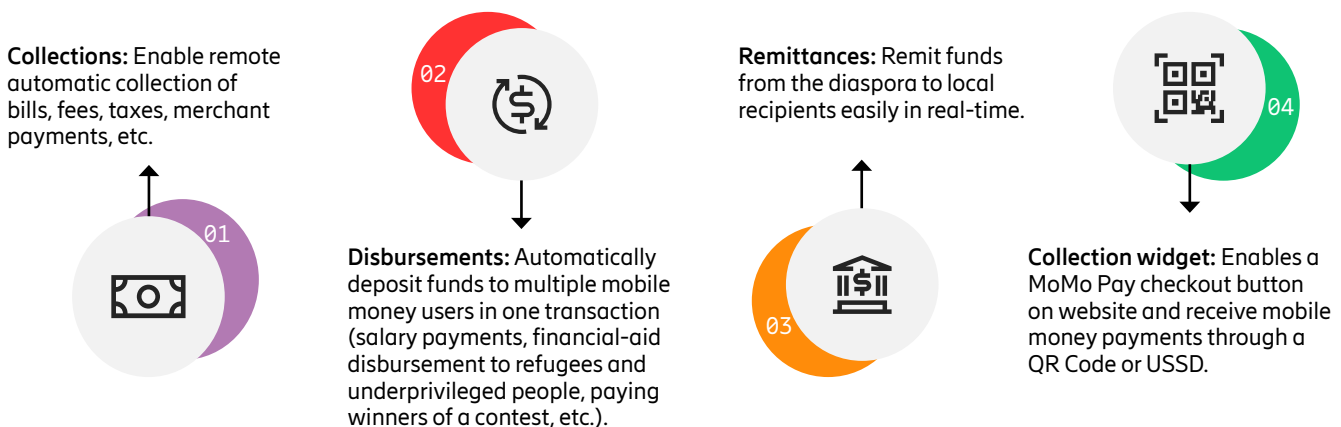 Collections: Enable remote
automatic collection of
bills, fees, taxes, merchant
payments, etc.
01
02
Disbursements: Automatically
deposit funds to multiple mobile
money users in one transaction
(salary payments, financial-aid
disbursement to refugees and
underprivileged people, paying
winners of a contest, etc.).
Remittances: Remit funds
from the diaspora to local
recipients easily in real-time.
03
04
Collection widget: Enables a
MoMo Pay checkout button
on website and receive mobile
money payments through a
QR Code or USSD.